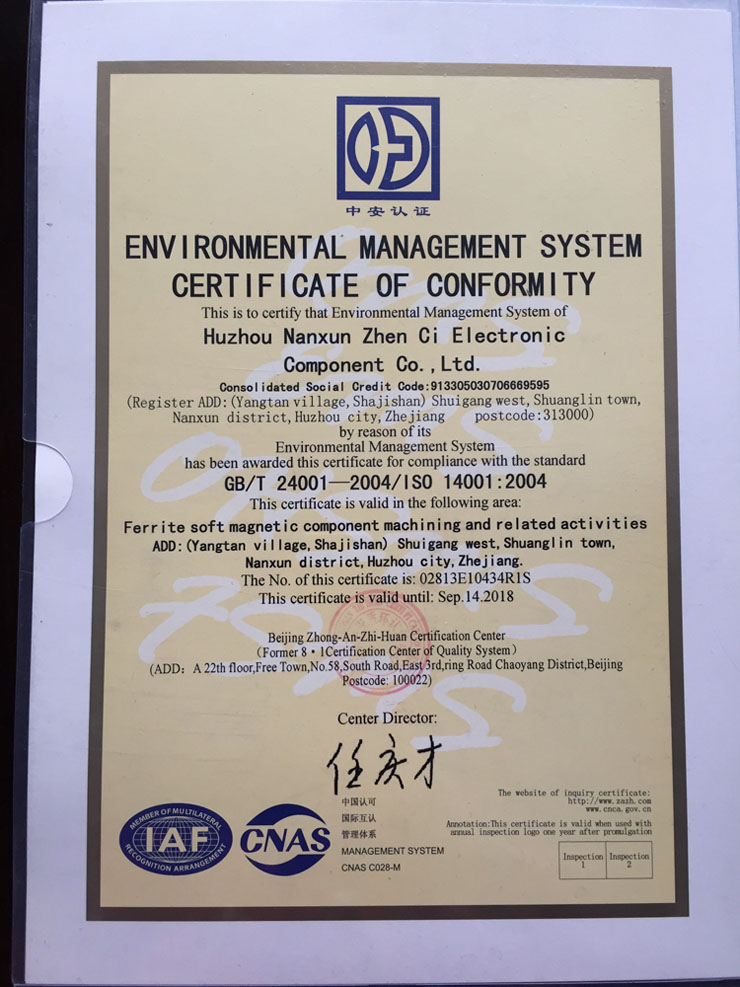 中安认证
ENVIRONMENTAL MANAGEMENT SYSTEM
CERTIFICATE OF CONFORMITY
This is to certify that Environmental Management System of
Huzhou Nanxun Zhen Ci Electronic
Component Co.,Ltd.
Consolidated Social Credit Code:913305030706669595
(Register ADD:(Yangtan village,Shajishan) Shuigang west,Shuanglin town,
Nanxun district,Huzhou city,Zhejiang postcode:313000)
by reason of its
Environmental Management System
has been awarded this certificate for compliance with the standard
GB/T 24001—2004/ISO 14001:2004
This certificate is valid in the following area:
Ferrite soft magnetic component machining and related activities
ADD:(Yangtan village,Shajishan) Shuigang west,Shuanglin town,
Nanxun district,Huzhou city,Zhejiang.
The No. of this certificate is: 02813E10434R1S
This certificate is valid until: Sep.14.2018
Beijing Zhong-An-Zhi-Huan Certification Center
(Former 8·1Certification Center of Quality System)
(ADD: A 22th floor,Free Town,No.58,South Road,East 3rd,ring Road Chaoyang District,Beijing
Postcode: 100022)
Center Director:
任庆才
The website of inquiry certificate:
http://www.zazh.com
www.cnca.gov.cn
Annotation:This certificate is valid when used with
annual inspection logo one year after promulgation
Inspection 1
Inspection 2
MEMBER OF MULTILATERAL
IAF
RECOGNITION ARRANGEMENT
CNAS
中国认可
国际互认
管理体系
MANAGEMENT SYSTEM
CNAS C028-M